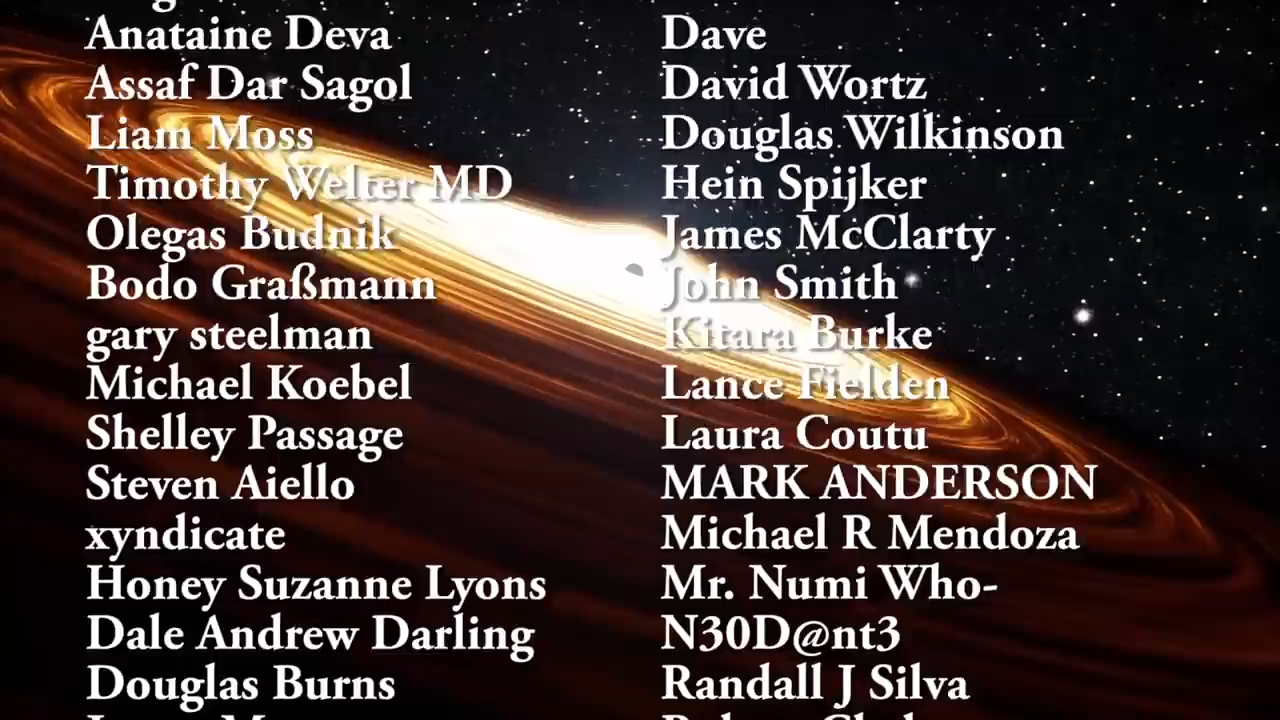 Anataine Deva
Assaf Dar Sagol
Liam Moss
Timothy Welter MD
Olegas Budnik
Bodo Graßmann
gary steelman
Michael Koebel
Shelley Passage
Steven Aiello
xyndicate
Honey Suzanne Lyons
Dale Andrew Darling
Douglas Burns
Dave
David Wortz
Douglas Wilkinson
Hein Spijker
James McClarty
John Smith
Kitara Burke
Lance Fielden
Laura Coutu
MARK ANDERSON
Michael R Mendoza
Mr. Numi Who-
N30D@nt3
Randall J Silva